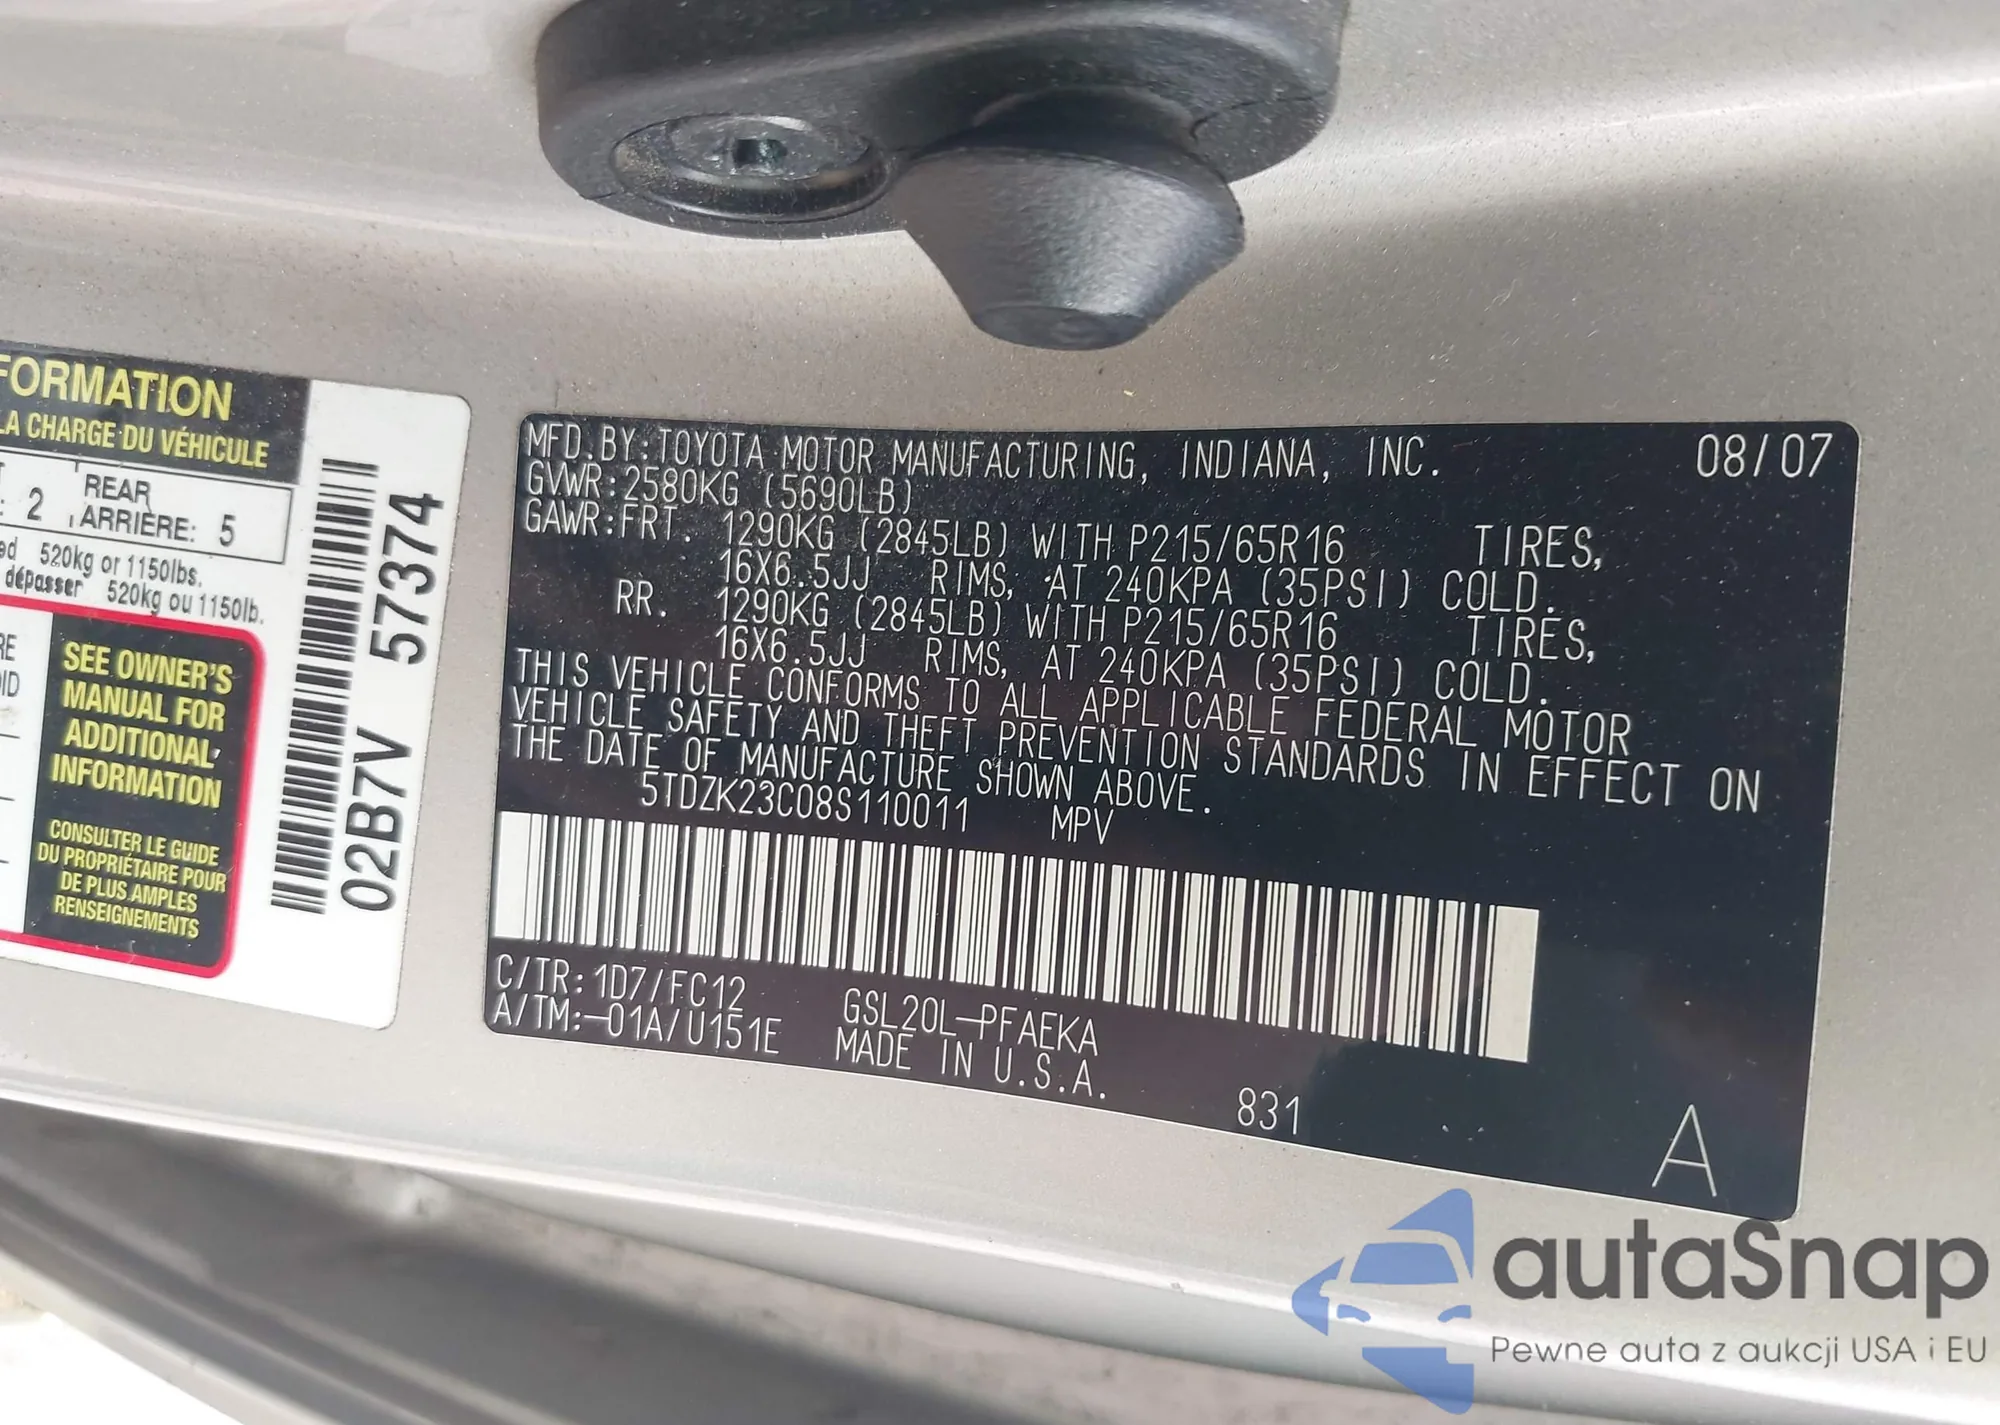 FORMATION
LA CHARGE DU VÉHICULE
2
REAR
ARRIÈRE: 5
520kg or 1150lbs.
dépasser 520kg ou 1150lb.
SEE OWNER'S
MANUAL FOR
ADDITIONAL
INFORMATION
CONSULTER LE GUIDE
DU PROPRIÉTAIRE POUR
DE PLUS AMPLES
RENSEIGNEMENTS
02B7V 57374
MFD.BY:TOYOTA MOTOR MANUFACTURING, INDIANA, INC. 08/07
GVWR:2580KG (5690LB)
GAWR:FRT. 1290KG (2845LB) WITH P215/65R16 TIRES,
16X6.5JJ RIMS, AT 240KPA (35PSI) COLD.
RR. 1290KG (2845LB) WITH P215/65R16 TIRES,
16X6.5JJ RIMS, AT 240KPA (35PSI) COLD.
THIS VEHICLE CONFORMS TO ALL APPLICABLE FEDERAL MOTOR
VEHICLE SAFETY AND THEFT PREVENTION STANDARDS IN EFFECT ON
THE DATE OF MANUFACTURE SHOWN ABOVE.
5TDZK23C08S110011 MPV
C/TR:1D7/FC12 GSL20L-PFAEKA
A/TM:-01A/U151E MADE IN U.S.A.
831
A
autaSnap
Pewne auta z aukcji USA i EU